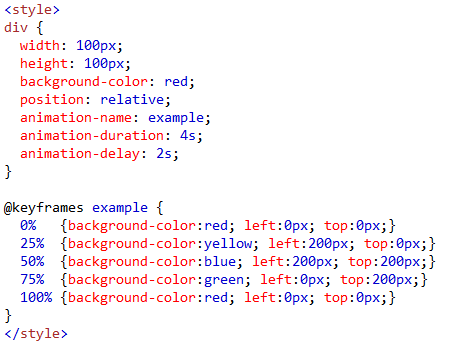 <style>
div {
  width: 100px;
  height: 100px;
  background-color: red;
  position: relative;
  animation-name: example;
  animation-duration: 4s;
  animation-delay: 2s;
}

@keyframes example {
  0%   {background-color:red; left:0px; top:0px;}
  25%  {background-color:yellow; left:200px; top:0px;}
  50%  {background-color:blue; left:200px; top:200px;}
  75%  {background-color:green; left:0px; top:200px;}
  100% {background-color:red; left:0px; top:0px;}
}
</style>